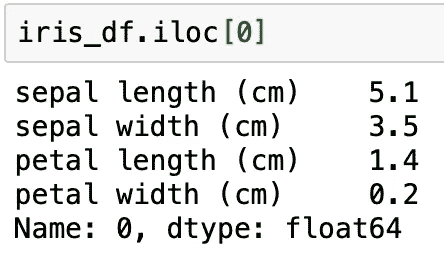 iris_df.iloc[0]
sepal length (cm)    5.1
sepal width (cm)     3.5
petal length (cm)    1.4
petal width (cm)     0.2
Name: 0, dtype: float64